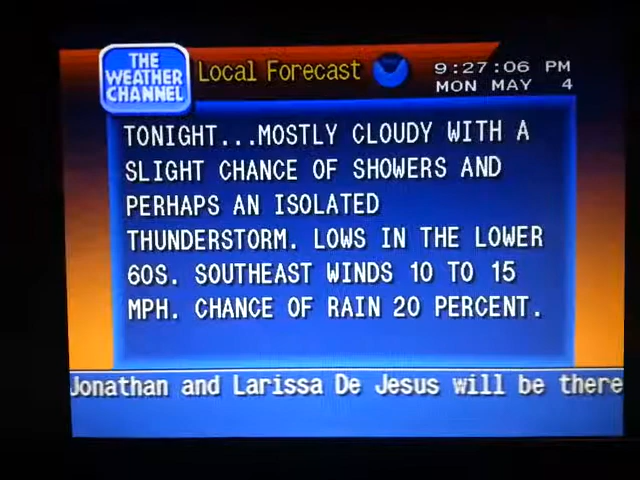 THE
WEATHER
CHANNEL
Local Forecast
9:27:06 PM
MON MAY 4
TONIGHT...MOSTLY CLOUDY WITH A
SLIGHT CHANCE OF SHOWERS AND
PERHAPS AN ISOLATED
THUNDERSTORM. LOWS IN THE LOWER
60S. SOUTHEAST WINDS 10 TO 15
MPH. CHANCE OF RAIN 20 PERCENT.
Jonathan and Larissa De Jesus will be there